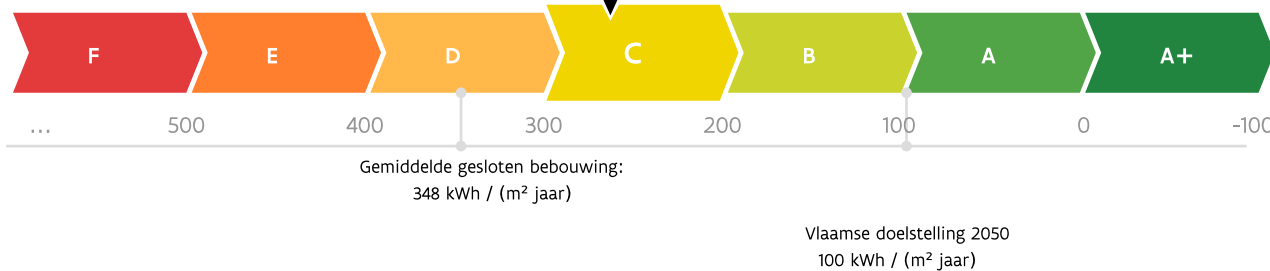 F E D C B A A+
... 500 400 300 200 100 0 -100
Gemiddelde gesloten bebouwing:
348 kWh / (m² jaar)
Vlaamse doelstelling 2050
100 kWh / (m² jaar)